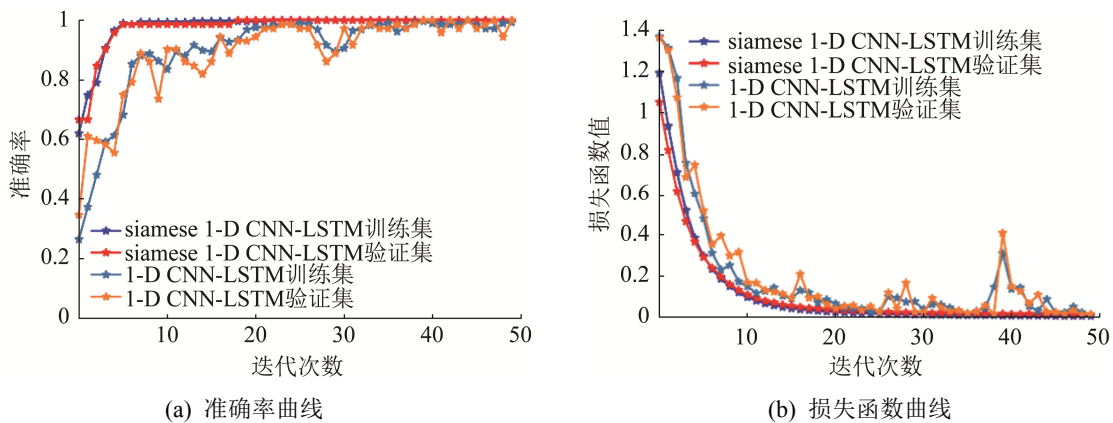 1
0.8
0.6
0.4
0.2
0
准确率
siamese 1-D CNN-LSTM训练集
siamese 1-D CNN-LSTM验证集
1-D CNN-LSTM训练集
1-D CNN-LSTM验证集
10 20 30 40 50
迭代次数
(a) 准确率曲线
1.4
1.2
1
0.8
0.6
0.4
0.2
0
损失函数值
siamese 1-D CNN-LSTM训练集
siamese 1-D CNN-LSTM验证集
1-D CNN-LSTM训练集
1-D CNN-LSTM验证集
10 20 30 40 50
迭代次数
(b) 损失函数曲线